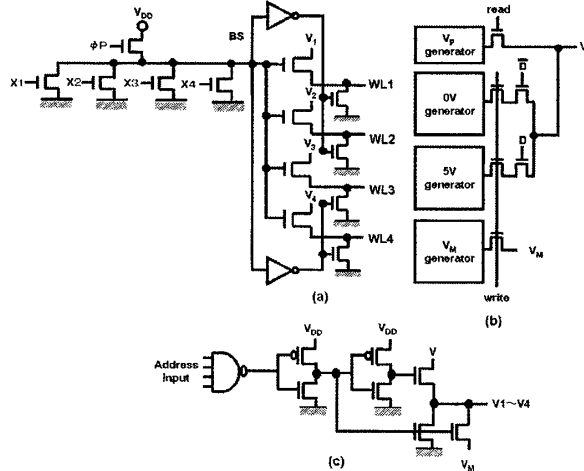 V_DD
ϕP
BS
X1
X2
X3
X4
V_1
WL1
V_2
WL2
V_3
WL3
V_4
WL4
(a)
read
V_P
generator
V
0V
generator
D̅
5V
generator
D
V_M
generator
V_M
write
(b)
V_DD
V_DD
V
Address
Input
V1~V4
V_M
(c)